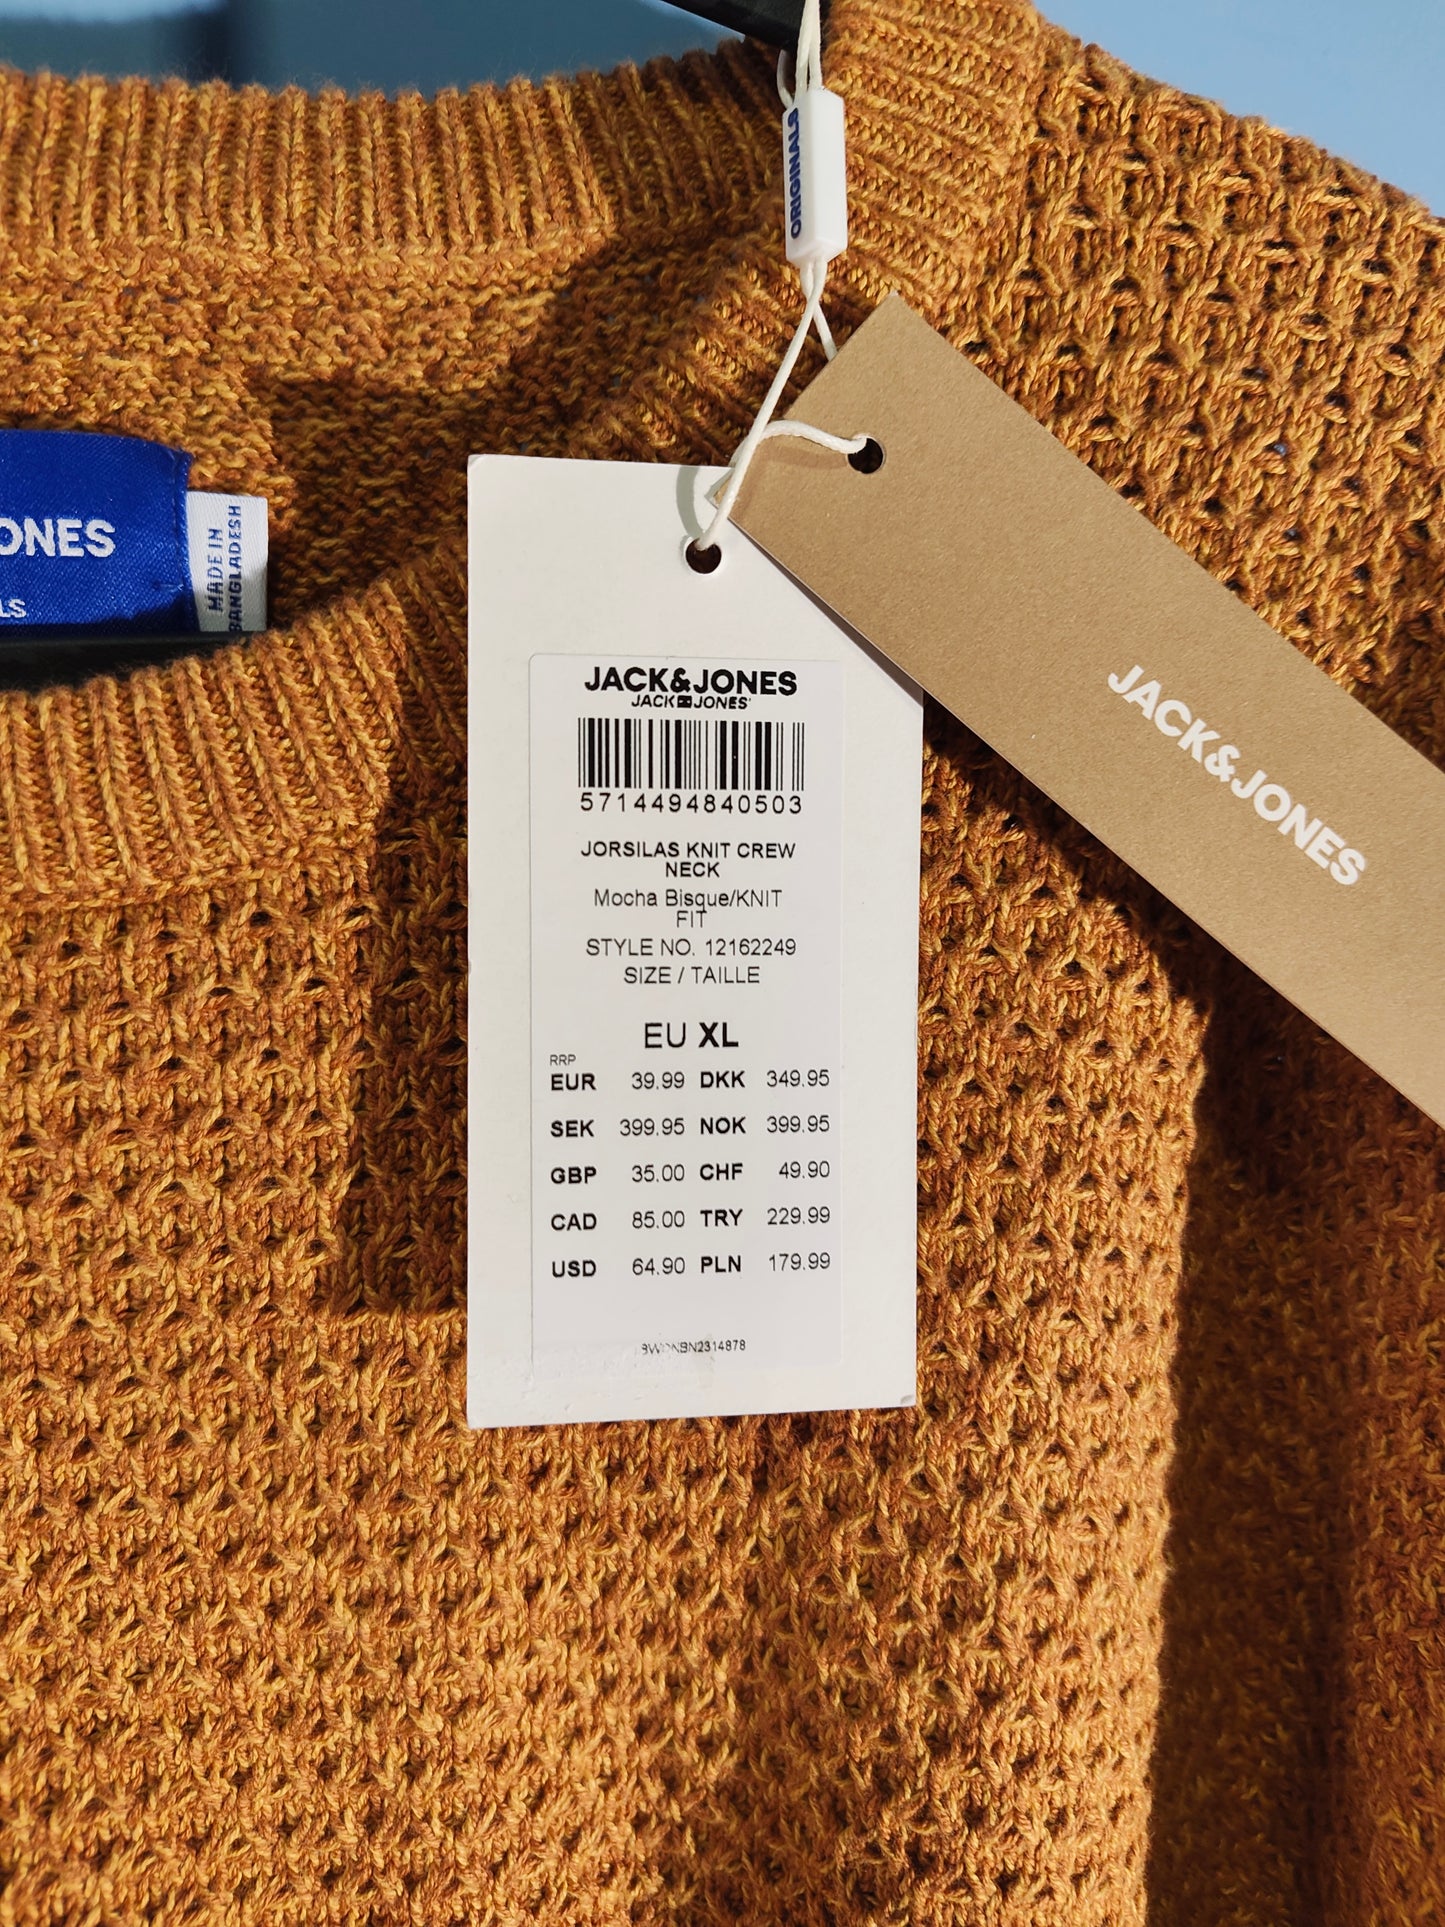 ORIGINALS
ONES
LS
MADE IN
BANGLADESH
JACK&JONES
JACK&JONES
JACK JONES
5714494840503
JORSILAS KNIT CREW
NECK
Mocha Bisque/KNIT
FIT
STYLE NO. 12162249
SIZE / TAILLE
EU XL
RRP
EUR 39.99 DKK 349.95
SEK 399.95 NOK 399.95
GBP 35.00 CHF 49.90
CAD 85.00 TRY 229.99
USD 64.90 PLN 179.99